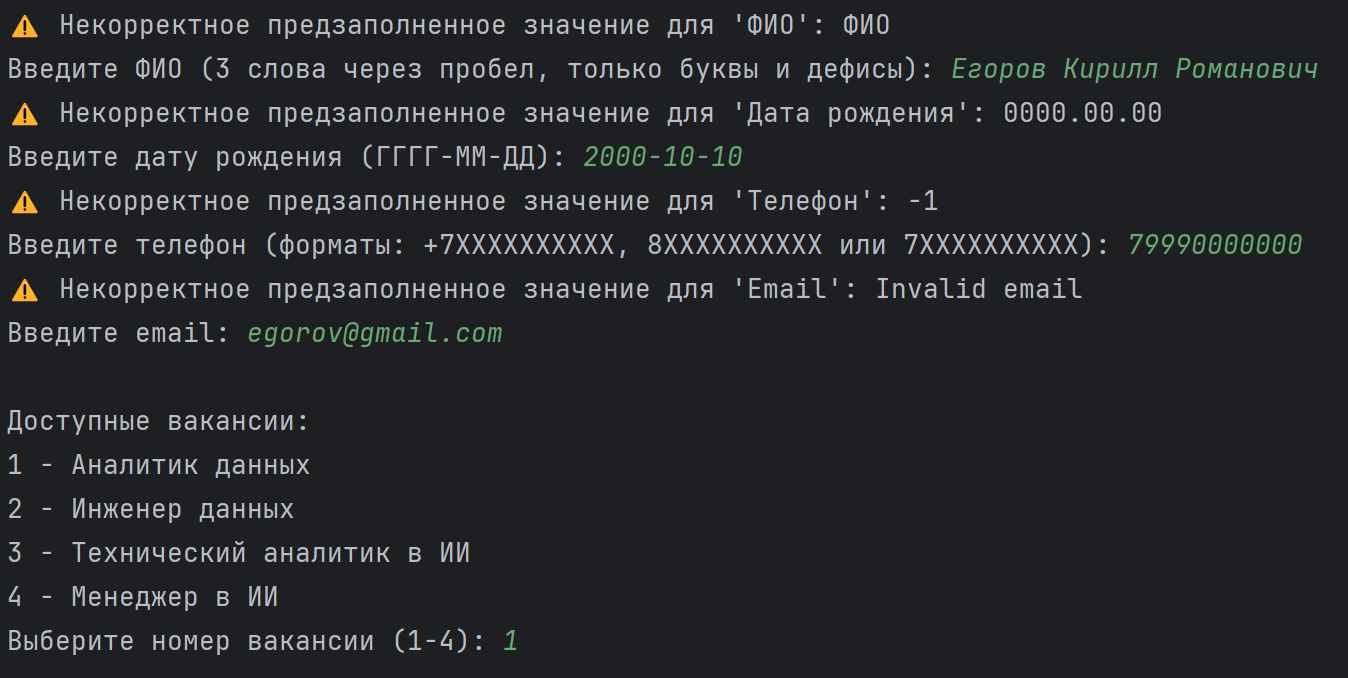 ⚠ Некорректное предзаполненное значение для 'ФИО': ФИО
Введите ФИО (3 слова через пробел, только буквы и дефисы): Егоров Кирилл Романович
⚠ Некорректное предзаполненное значение для 'Дата рождения': 0000.00.00
Введите дату рождения (ГГГГ-ММ-ДД): 2000-10-10
⚠ Некорректное предзаполненное значение для 'Телефон': -1
Введите телефон (форматы: +7XXXXXXXXXX, 8XXXXXXXXXX или 7XXXXXXXXXX): 79990000000
⚠ Некорректное предзаполненное значение для 'Email': Invalid email
Введите email: egorov@gmail.com
Доступные вакансии:
1 - Аналитик данных
2 - Инженер данных
3 - Технический аналитик в ИИ
4 - Менеджер в ИИ
Выберите номер вакансии (1-4): 1